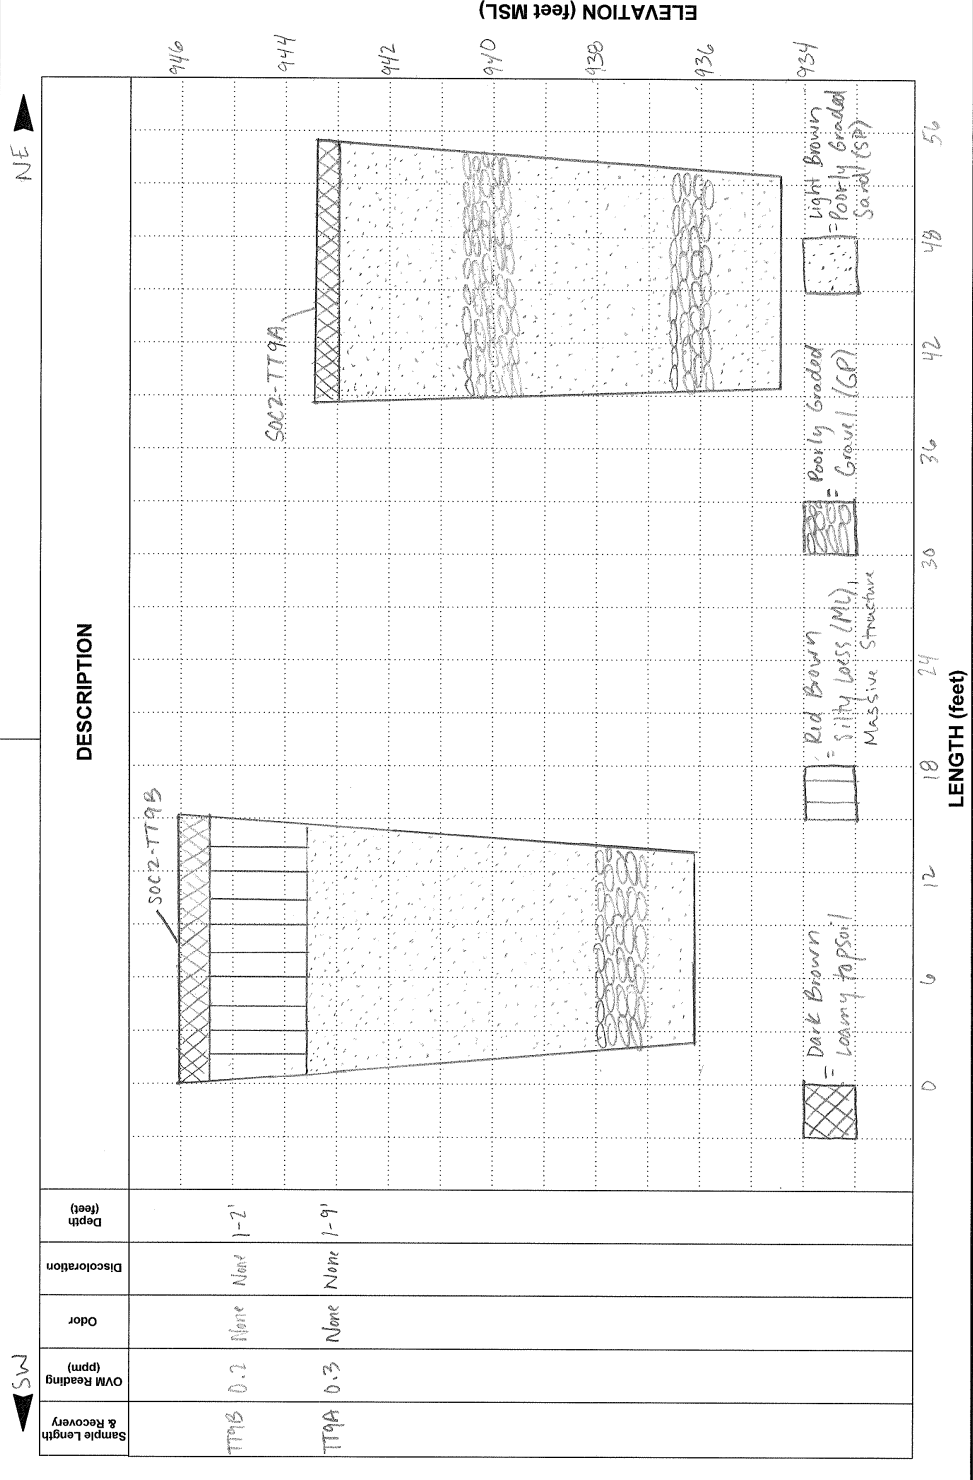 SW
NE
Sample Length
& Recovery
OVM Reading
(ppm)
Odor
Discoloration
Depth
(feet)
DESCRIPTION
ELEVATION (feet MSL)
TT9B 0.2 None None 1-2'
TT9A 0.3 None None 1-9'
SOC2-TT9B
SOC2-TT9A
946
944
942
940
938
936
934
= Dark Brown
Loamy topsoil
= Red Brown
Silty Loess (ML),
Massive Structure
= Poorly Graded
Gravel (GP)
= Light Brown
Poorly Graded
Sand (SP)
0 6 12 18 24 30 36 42 48 56
LENGTH (feet)